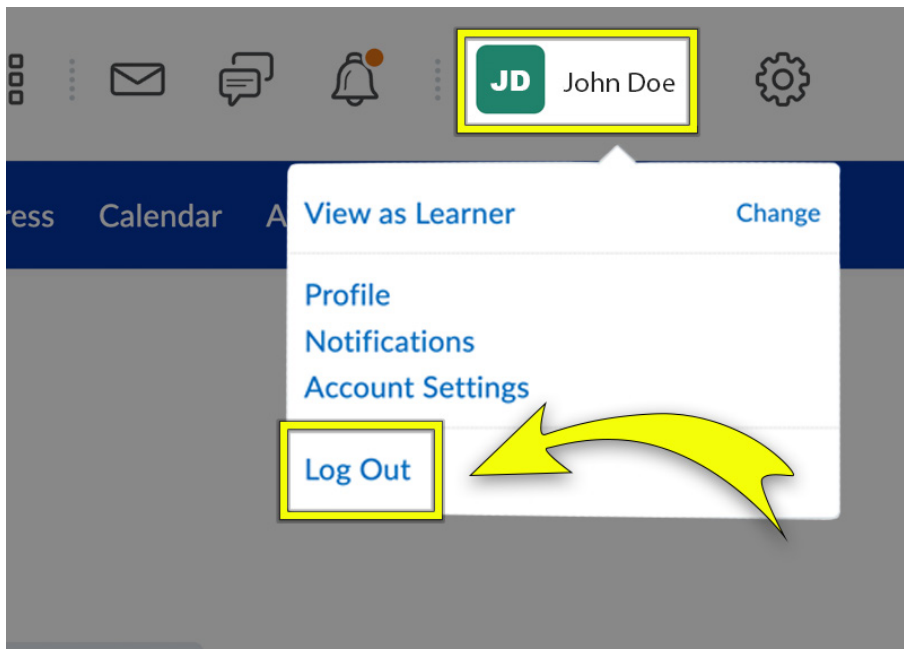 JD John Doe
ress Calendar A
View as Learner Change
Profile
Notifications
Account Settings
Log Out